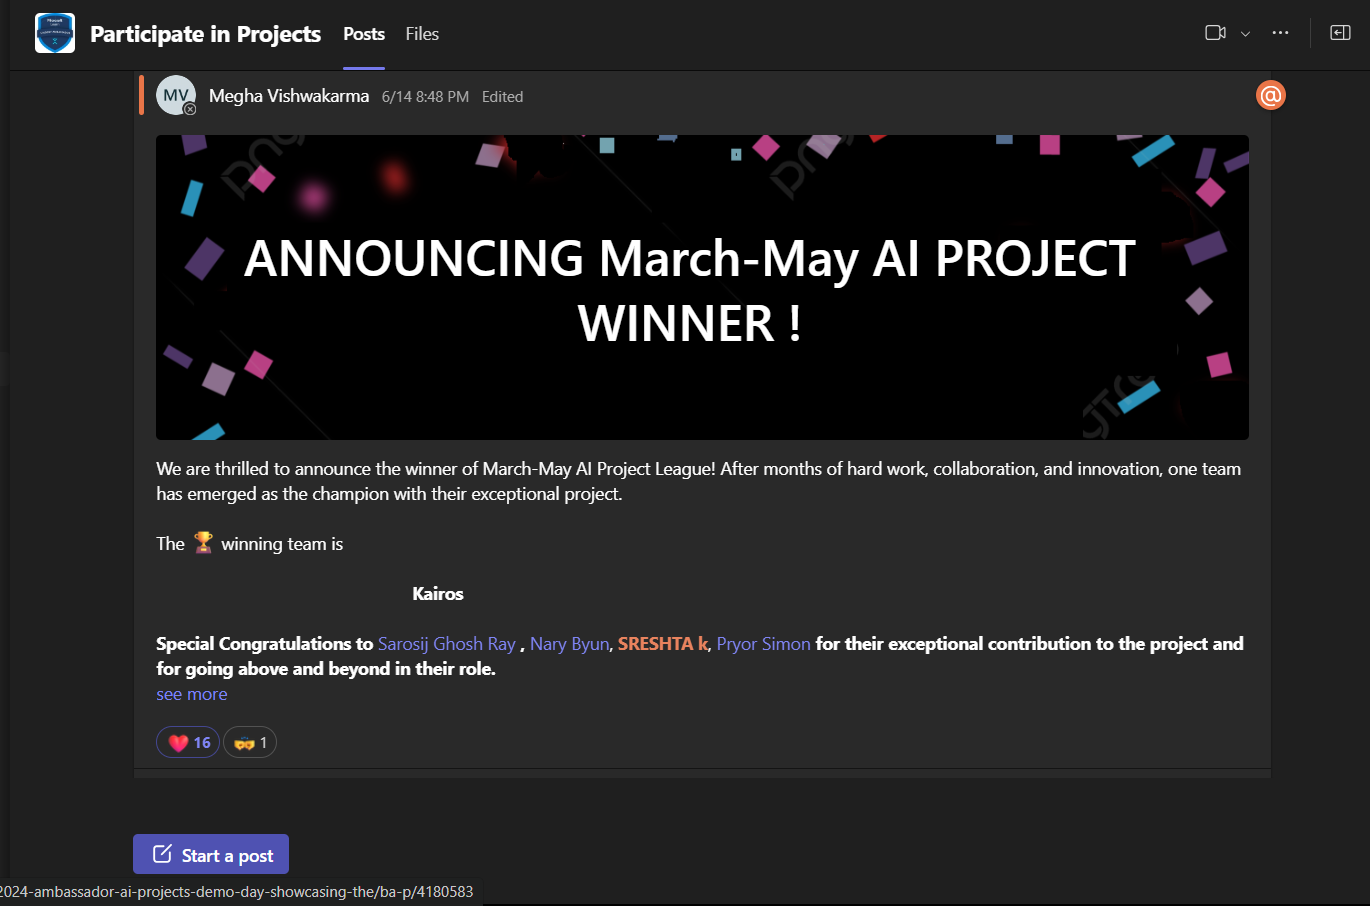 Participate in Projects Posts Files
MV Megha Vishwakarma 6/14 8:48 PM Edited
@
ANNOUNCING March-May AI PROJECT
WINNER !
We are thrilled to announce the winner of March-May AI Project League! After months of hard work, collaboration, and innovation, one team
has emerged as the champion with their exceptional project.
The 🏆 winning team is
Kairos
Special Congratulations to Sarosij Ghosh Ray , Nary Byun, SRESHTA k, Pryor Simon for their exceptional contribution to the project and
for going above and beyond in their role.
see more
16 1
Start a post
2024-ambassador-ai-projects-demo-day-showcasing-the/ba-p/4180583